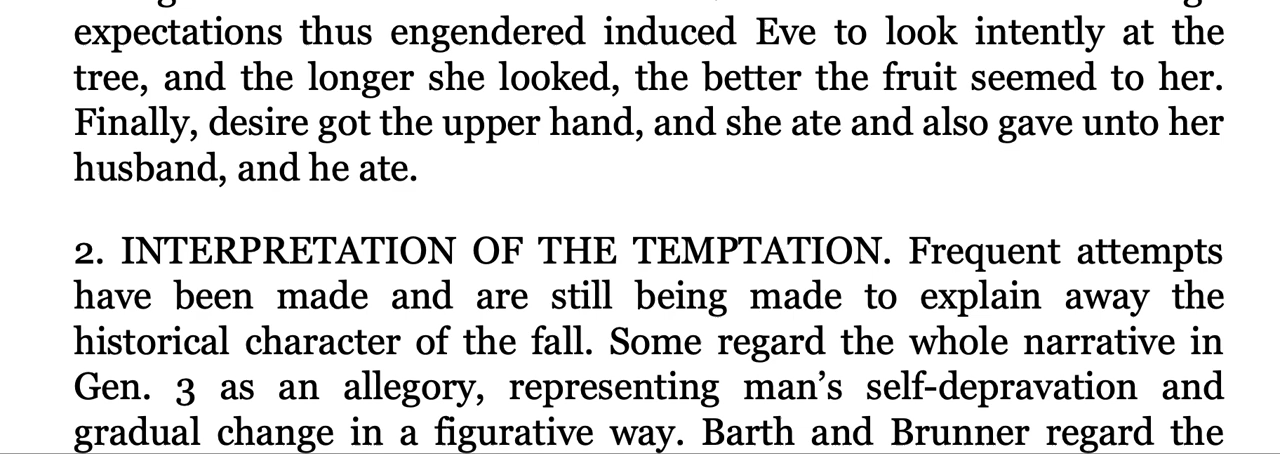 expectations thus engendered induced Eve to look intently at the
tree, and the longer she looked, the better the fruit seemed to her.
Finally, desire got the upper hand, and she ate and also gave unto her
husband, and he ate.
2. INTERPRETATION OF THE TEMPTATION. Frequent attempts
have been made and are still being made to explain away the
historical character of the fall. Some regard the whole narrative in
Gen. 3 as an allegory, representing man’s self-depravation and
gradual change in a figurative way. Barth and Brunner regard the